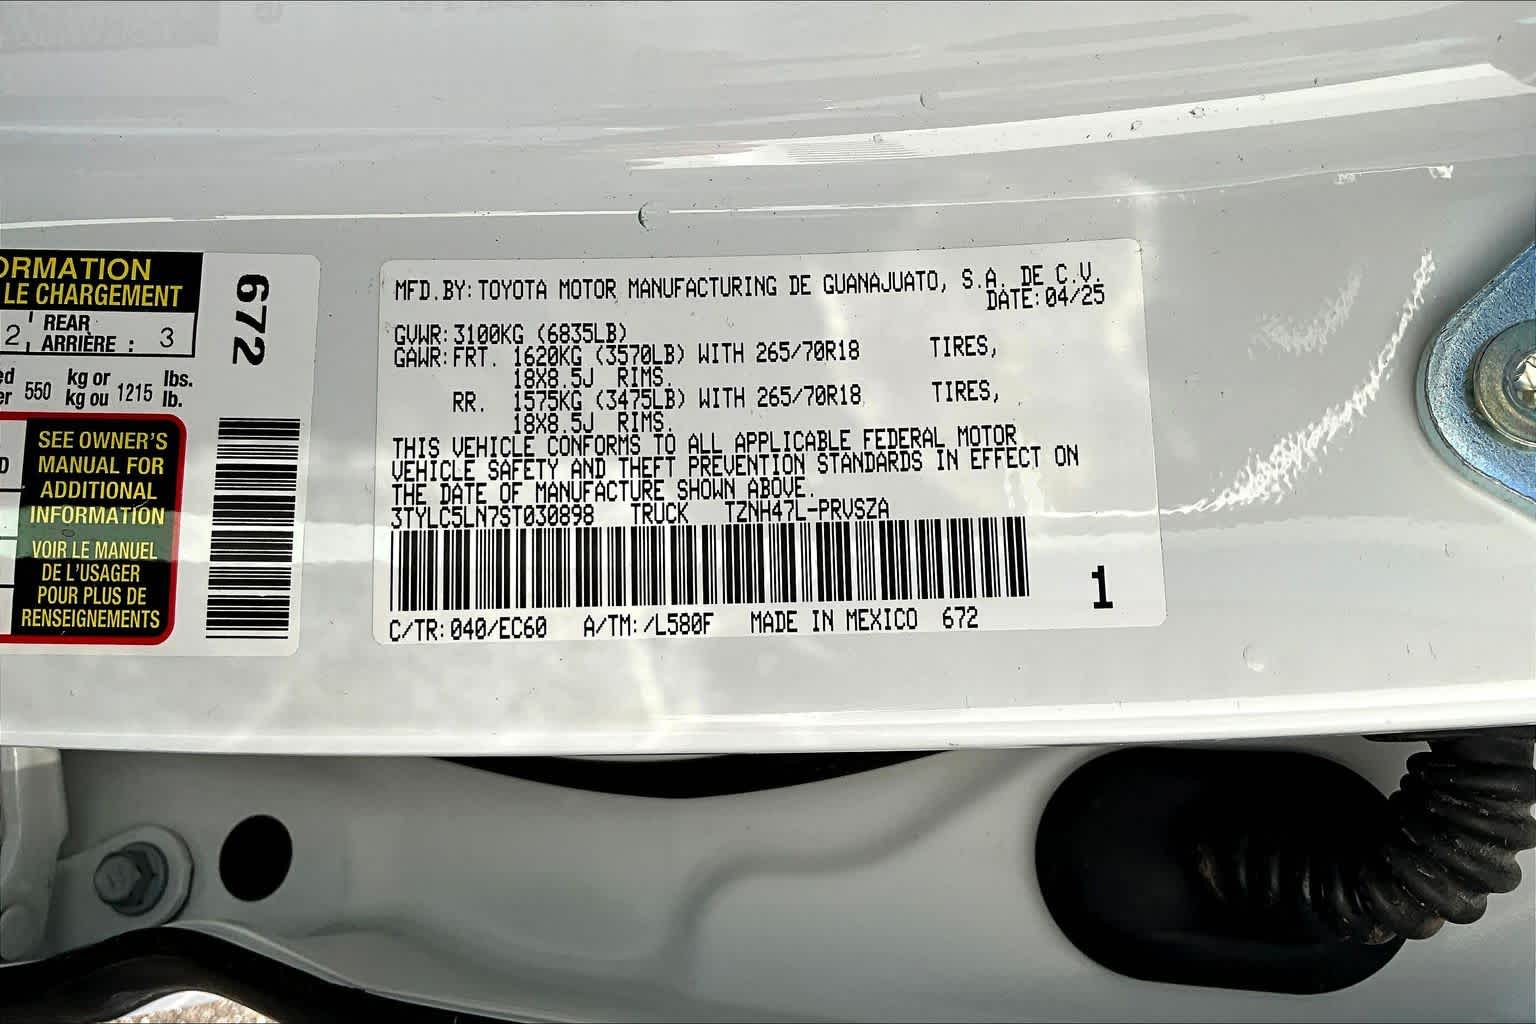 ORMATION
LE CHARGEMENT
2, REAR
ARRIÈRE : 3
ed 550 kg or 1215 lbs.
er kg ou lb.
SEE OWNER'S
MANUAL FOR
ADDITIONAL
INFORMATION
VOIR LE MANUEL
DE L'USAGER
POUR PLUS DE
RENSEIGNEMENTS
D
672
MFD.BY: TOYOTA MOTOR MANUFACTURING DE GUANAJUATO, S.A. DE C.V.
DATE: 04/25
GVWR: 3100KG (6835LB)
GAWR: FRT. 1620KG (3570LB) WITH 265/70R18 TIRES,
18X8.5J RIMS.
RR. 1575KG (3475LB) WITH 265/70R18 TIRES,
18X8.5J RIMS.
THIS VEHICLE CONFORMS TO ALL APPLICABLE FEDERAL MOTOR
VEHICLE SAFETY AND THEFT PREVENTION STANDARDS IN EFFECT ON
THE DATE OF MANUFACTURE SHOWN ABOVE.
3TYLC5LN7ST030898 TRUCK TZNH47L-PRVSZA
1
C/TR: 040/EC60 A/TM: /L580F MADE IN MEXICO 672